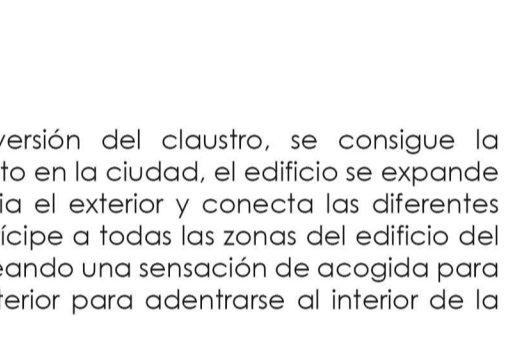 versión del claustro, se consigue la
to en la ciudad, el edificio se expande
ia el exterior y conecta las diferentes
ícipe a todas las zonas del edificio del
eando una sensación de acogida para
terior para adentrarse al interior de la